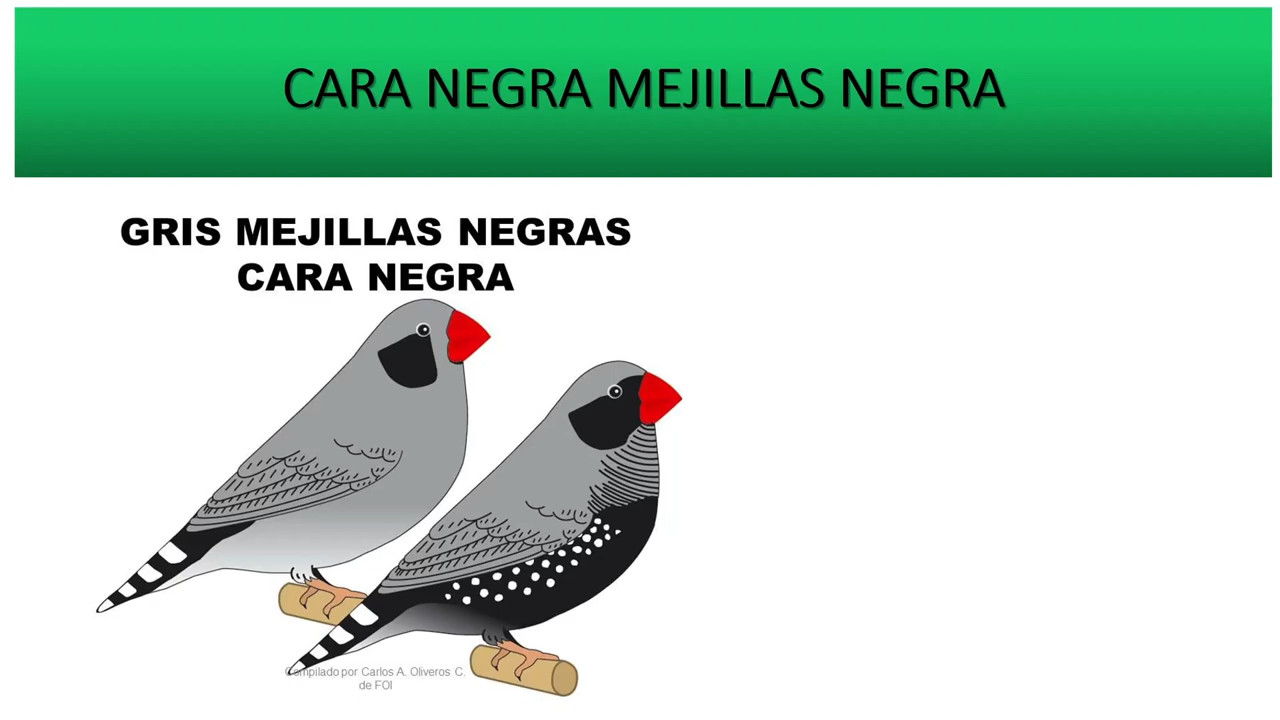 CARA NEGRA MEJILLAS NEGRA
GRIS MEJILLAS NEGRAS
CARA NEGRA
Compilado por Carlos A. Oliveros C.
de FOI